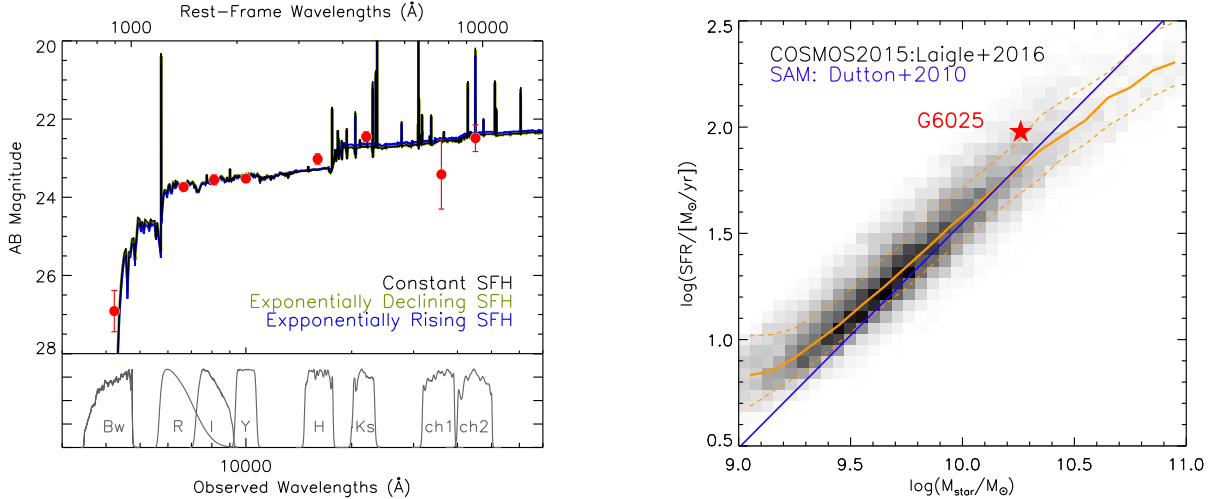 Rest-Frame Wavelengths (Å)
1000 10000
20
22
24
26
28
AB Magnitude
Constant SFH
Exponentially Declining SFH
Expponentially Rising SFH
Bw R I Y H Ks ch1 ch2
10000
Observed Wavelengths (Å)
2.5
2.0
1.5
1.0
0.5
log(SFR/[M☉/yr])
COSMOS2015:Laigle+2016
SAM: Dutton+2010
G6025
9.0 9.5 10.0 10.5 11.0
log(Mstar/M☉)